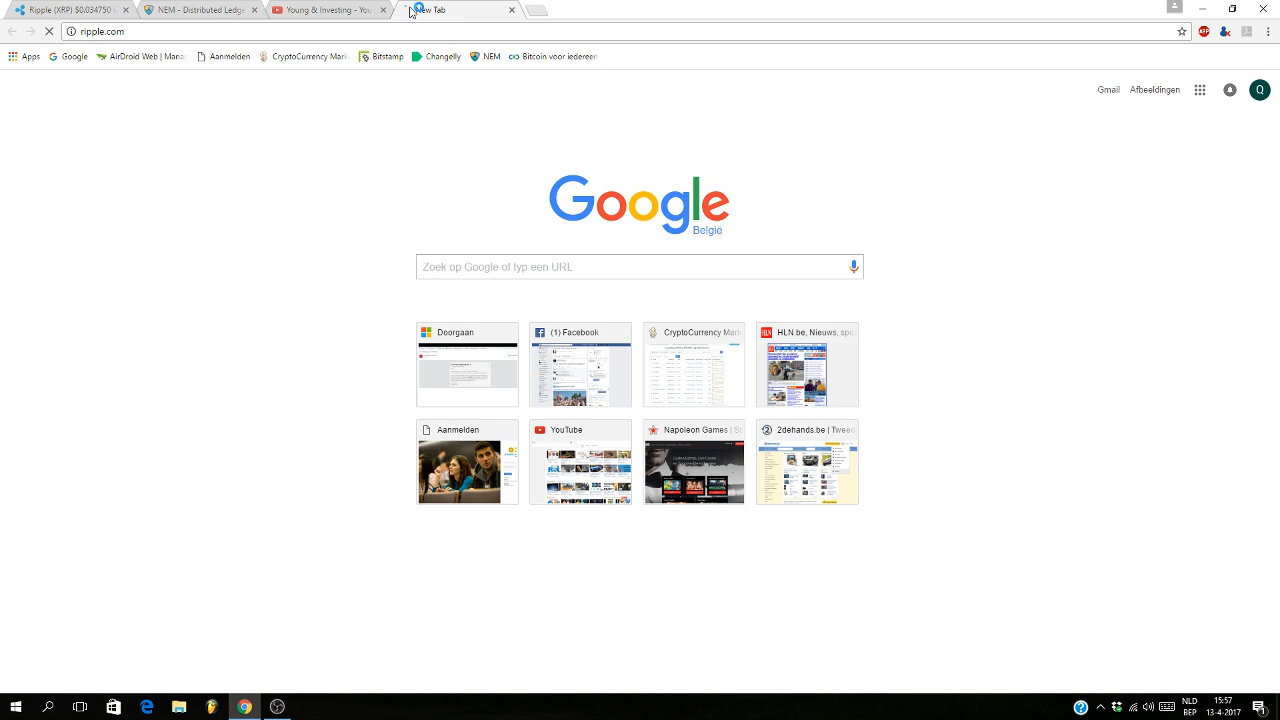 Ripple (XRP) $0.034750
NEM - Distributed Ledg
Young & Investing - You
New Tab
ripple.com
Apps
Google
AirDroid Web | Mana
Aanmelden
CryptoCurrency Mark
Bitstamp
Changelly
NEM
Bitcoin voor iedereen
Gmail
Afbeeldingen
Q
Google
België
Zoek op Google of typ een URL
Doorgaan
(1) Facebook
CryptoCurrency Mark
HLN.be, Nieuws, spo
Aanmelden
YouTube
Napoleon Games | S
2dehands.be | Tweed
NLD
15:57
BEP
13-4-2017